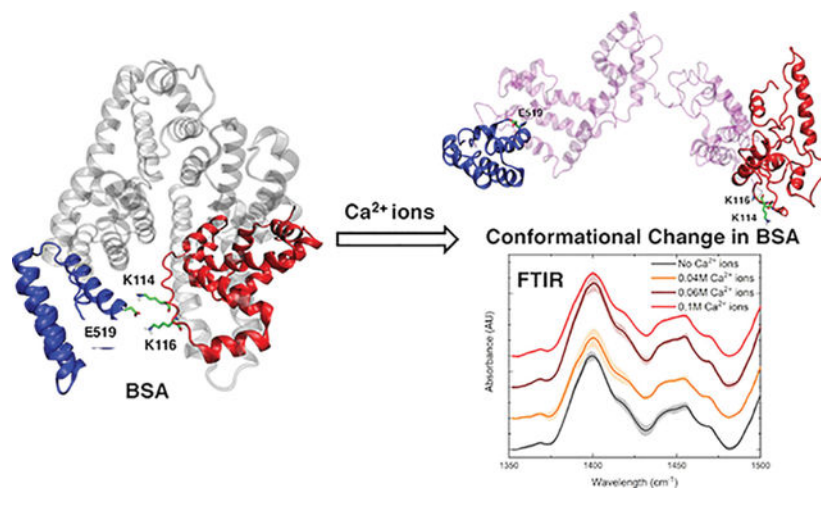 E519
K116
K114
Ca²⁺ ions
Conformational Change in BSA
K114
E519
K116
BSA
FTIR
No Ca²⁺ ions
0.04M Ca²⁺ ions
0.06M Ca²⁺ ions
0.1M Ca²⁺ ions
Absorbance (AU)
1350
1400
1450
1500
Wavelength (cm⁻¹)